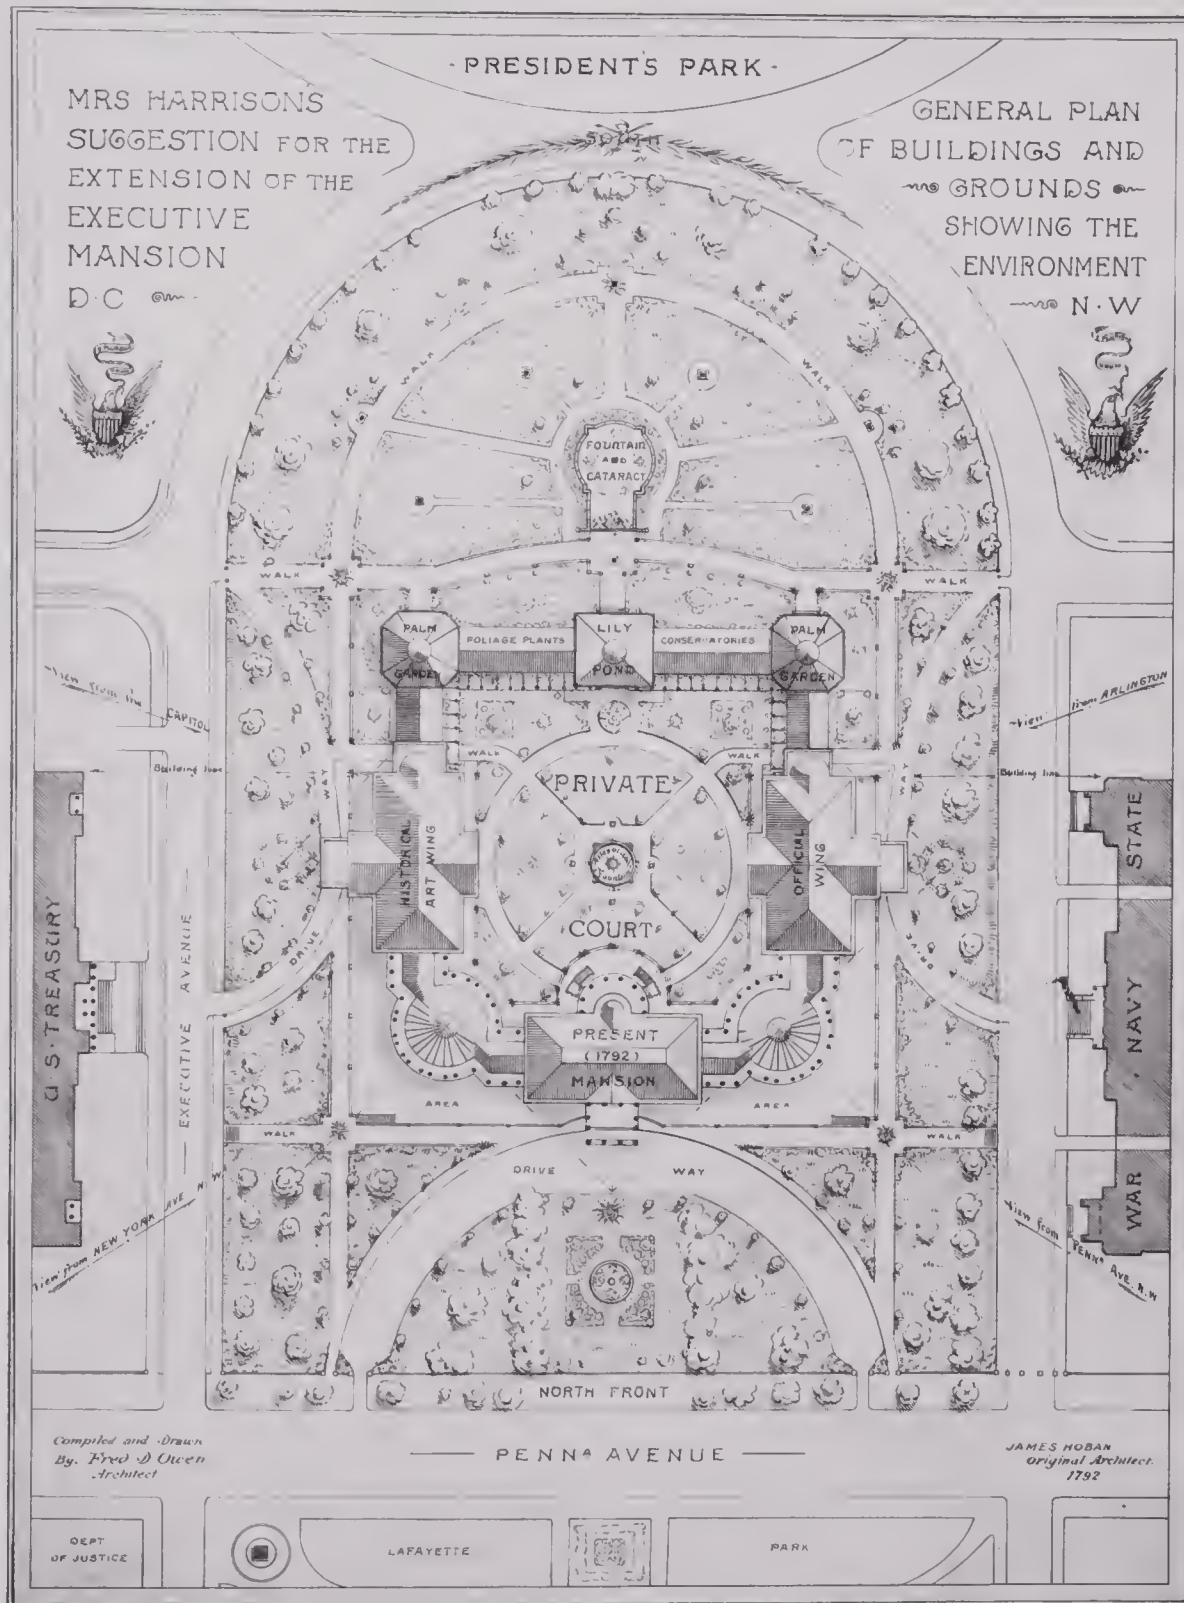 · PRESIDENT'S PARK ·
MRS HARRISON'S
SUGGESTION FOR THE
EXTENSION OF THE
EXECUTIVE
MANSION
D·C
GENERAL PLAN
OF BUILDINGS AND
GROUNDS
SHOWING THE
ENVIRONMENT
N·W
SOUTH
WALK
WALK
FOUNTAIN
AND
CATARACT
WALK
WALK
PALM
GARDEN
FOLIAGE PLANTS
LILY
POND
CONSERVATORIES
PALM
GARDEN
View from the
CAPITOL
View from ARLINGTON
Building line
Building line
WALK
WALK
WAY
DRIVE
WAY
DRIVE
PRIVATE
COURT
HISTORICAL
ART WING
OFFICIAL
WING
U.S. TREASURY
EXECUTIVE AVENUE
STATE
NAVY
WAR
PRESENT
(1792)
MANSION
AREA
AREA
WALK
WALK
DRIVE WAY
View from NEW YORK AVE N.W
View from PENNA AVE. N.W
NORTH FRONT
Compiled and Drawn
By. Fred D Owen
Architect
PENNA AVENUE
JAMES HOBAN
Original Architect.
1792
DEPT
OF JUSTICE
LAFAYETTE
PARK